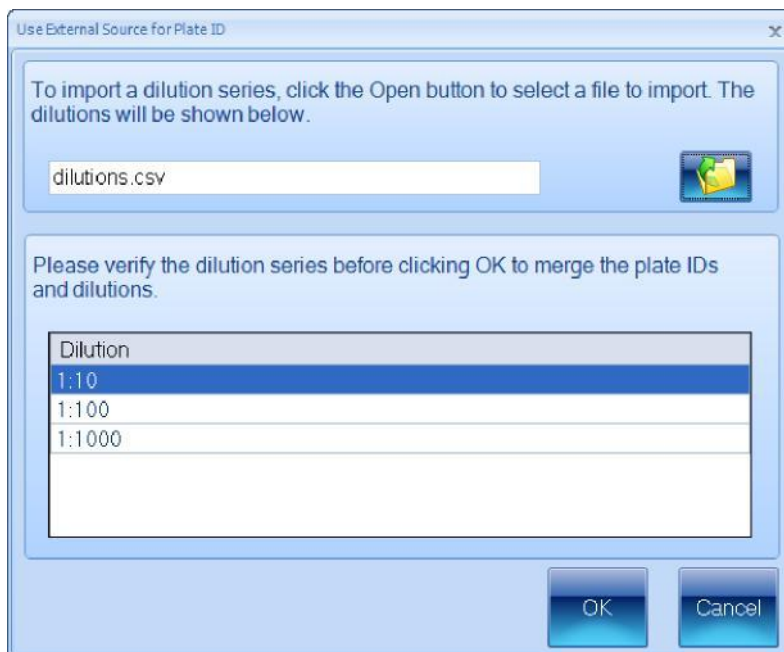 Use External Source for Plate ID
To import a dilution series, click the Open button to select a file to import. The
dilutions will be shown below.
dilutions.csv
Please verify the dilution series before clicking OK to merge the plate IDs
and dilutions.
Dilution
1:10
1:100
1:1000
OK
Cancel